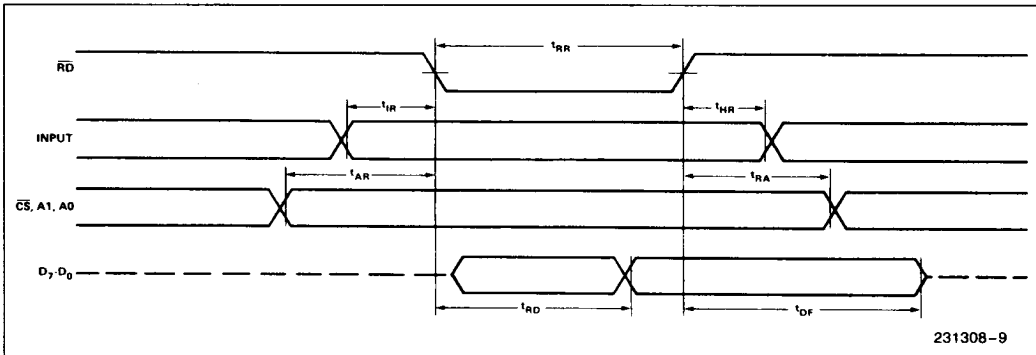 tRR
RD
tIR
tHR
INPUT
tAR
tRA
CS, A1, A0
D7-D0
tRD
tDF
231308-9